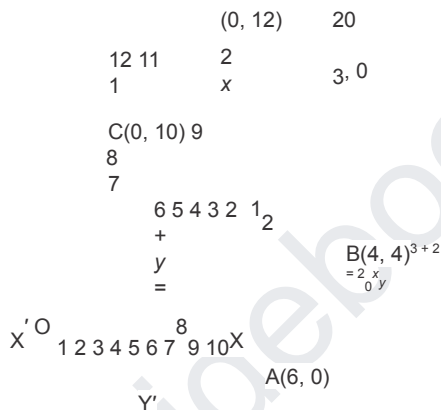 (0, 12) 20
12 11 2
1 x 3, 0
C(0, 10) 9
8
7
6 5 4 3 2 1 2
+
y
=
B(4, 4) 3 + 2
= 2 x
0 y
X′ O 1 2 3 4 5 6 7 8 9 10 X
A(6, 0)
Y′